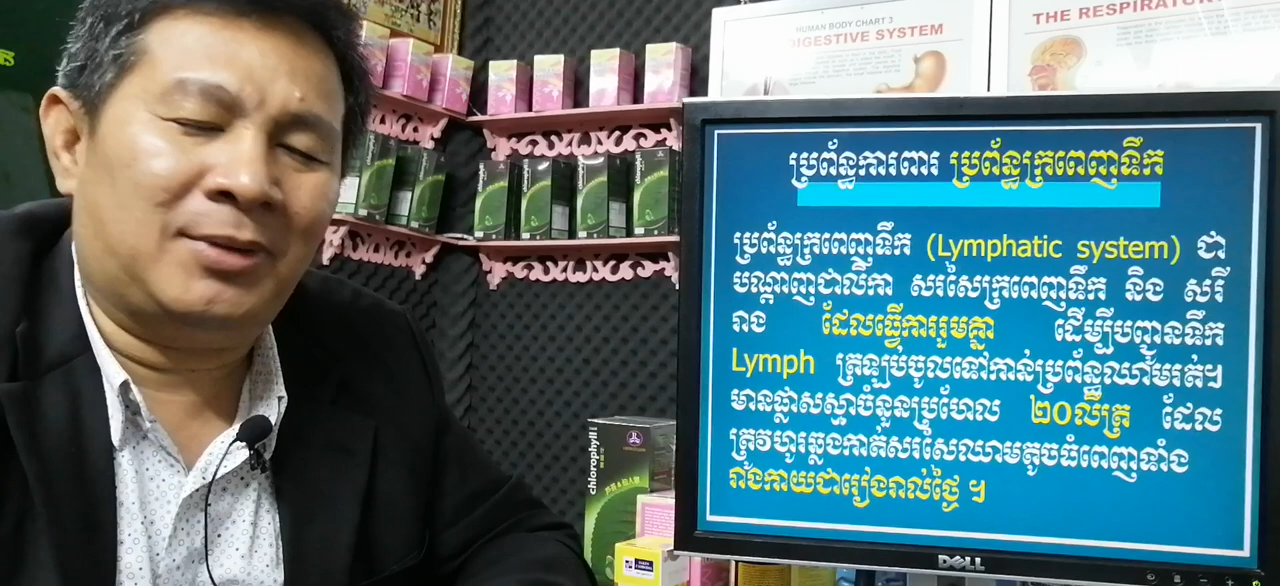 HUMAN BODY CHART 3
DIGESTIVE SYSTEM
THE RESPIRATOR
ប្រព័ន្ធការពារ ប្រព័ន្ធក្រពេញទឹក
ប្រព័ន្ធក្រពេញទឹក (Lymphatic system) ជា
បណ្តាញជាលិកា សរសៃក្រពេញទឹក និង សរី
រាង ដែលធ្វើការរួមគ្នា ដើម្បីបញ្ជូនទឹក
Lymph ត្រឡប់ចូលទៅកាន់ប្រព័ន្ធឈាមរត់។
មានផ្លាសស្មាចំនួនប្រហែល ២០លីត្រ ដែល
ត្រូវហូរឆ្លងកាត់សរសៃឈាមតូចធំពេញទាំង
រាងកាយជារៀងរាល់ថ្ងៃ ។
chlorophyll
chlorophyll
chlorophyll
chlorophyll
chlorophyll
DELL